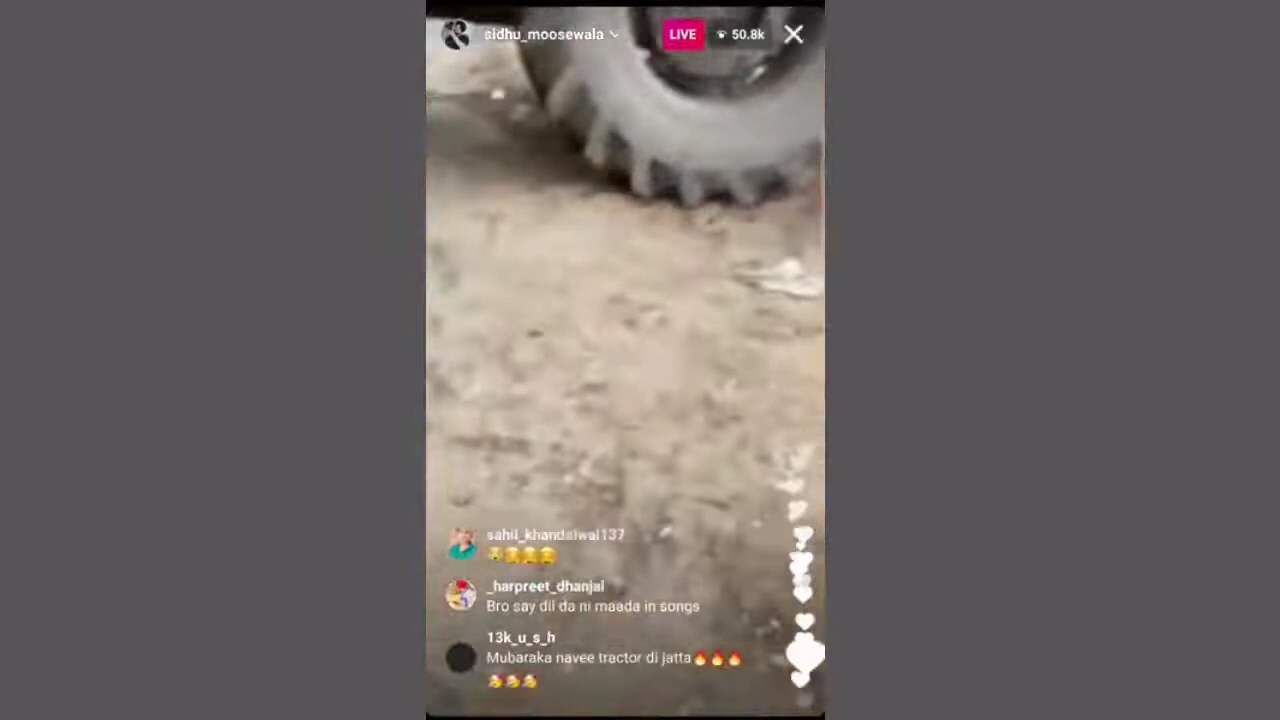 sidhu_moosewala
LIVE
50.8k
sahil_khandelwal137
_harpreet_dhanjal
Bro say dil da ni maada in songs
13k_u_s_h
Mubaraka navee tractor di jatta🔥🔥🔥